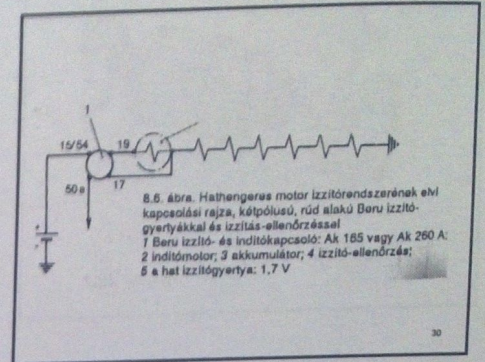 1
15/54
19
17
50 a
8.6. ábra. Hathengeres motor izzítórendszerének elvi
kapcsolási rajza, kétpólusú, rúd alakú Beru izzító-
gyertyákkal és izzítás-ellenőrzéssel
1 Beru izzító- és indítókapcsoló: Ak 165 vagy Ak 260 A;
2 indítómotor; 3 akkumulátor; 4 izzító-ellenőrzés;
5 a hat izzítógyertya: 1,7 V
30